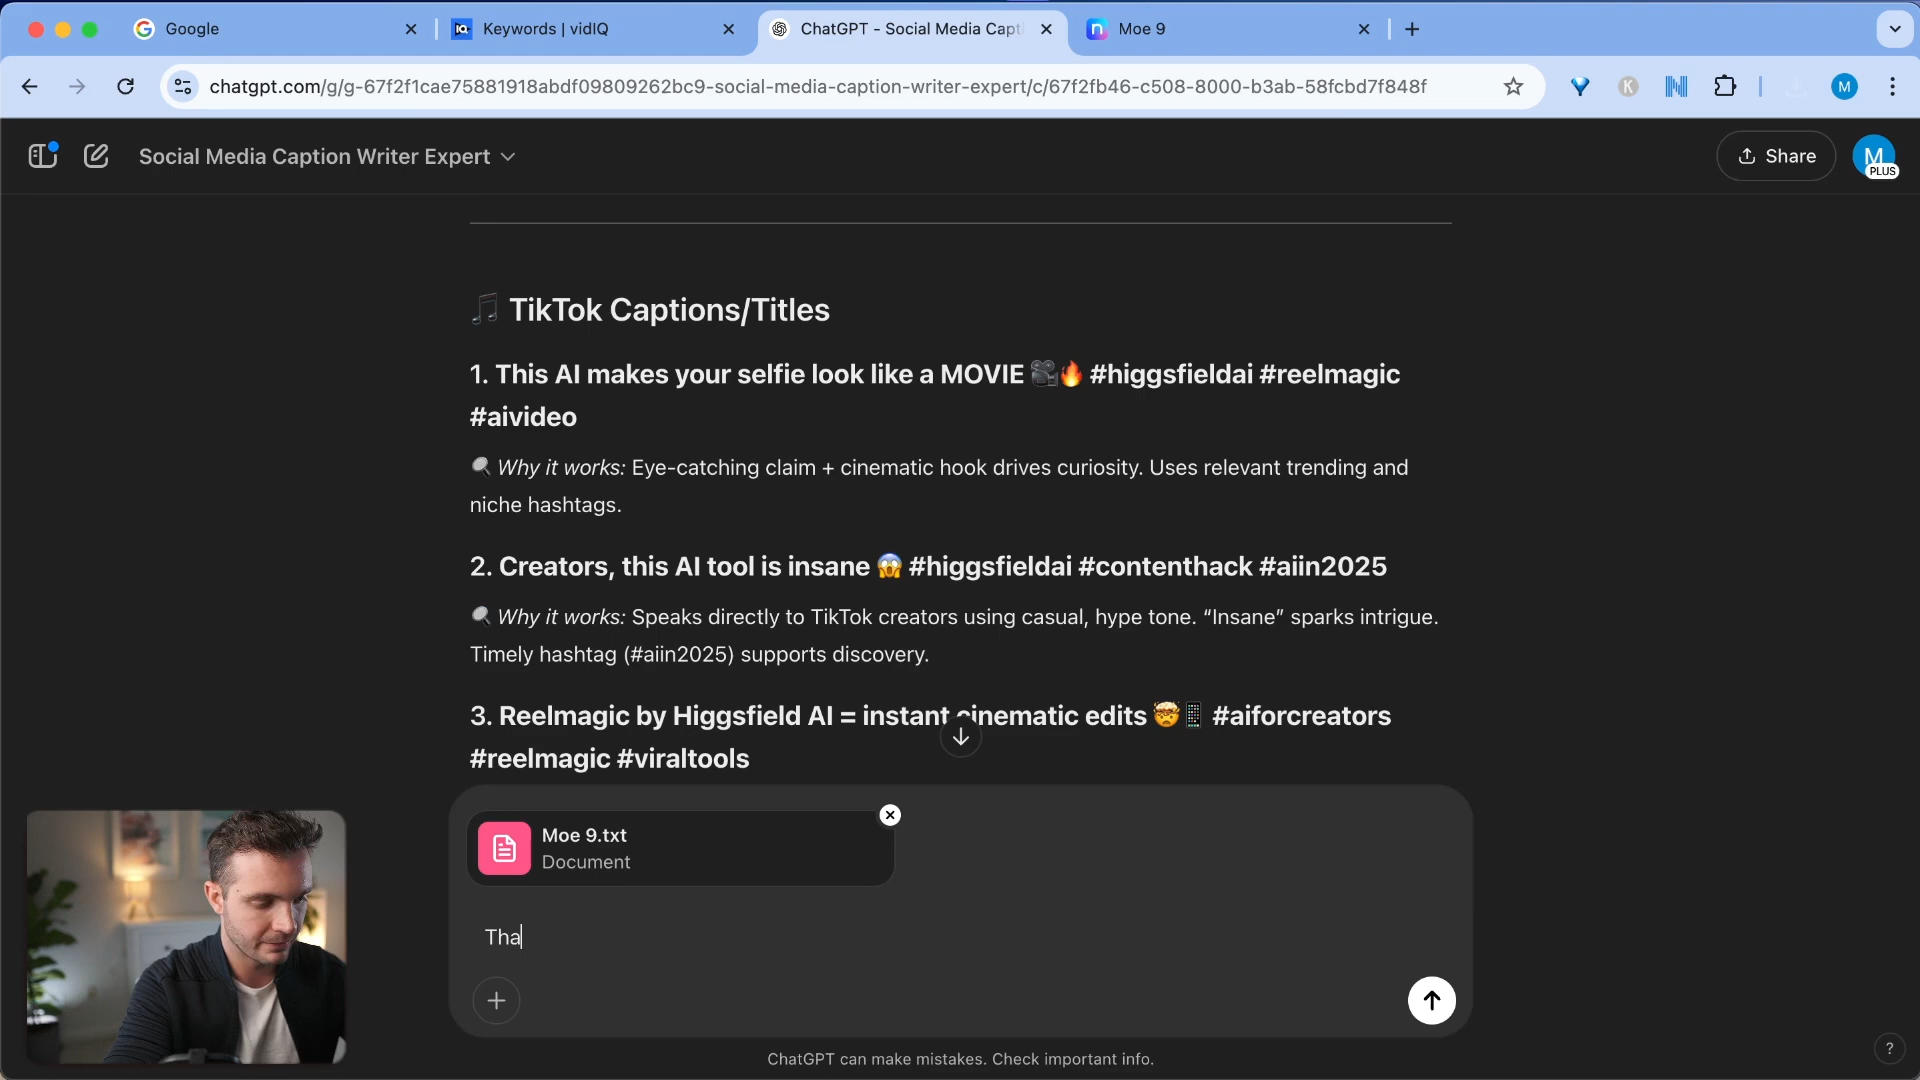 Google
Keywords | vidIQ
ChatGPT - Social Media Capti
Moe 9
chatgpt.com/g/g-67f2f1cae75881918abdf09809262bc9-social-media-caption-writer-expert/c/67f2fb46-c508-8000-b3ab-58fcbd7f848f
K
M
Social Media Caption Writer Expert
Share
M
PLUS
🎵 TikTok Captions/Titles
1. This AI makes your selfie look like a MOVIE 🎥🔥 #higgsfieldai #reelmagic
#aivideo
🔍 Why it works: Eye-catching claim + cinematic hook drives curiosity. Uses relevant trending and
niche hashtags.
2. Creators, this AI tool is insane 😱 #higgsfieldai #contenthack #aiin2025
🔍 Why it works: Speaks directly to TikTok creators using casual, hype tone. “Insane” sparks intrigue.
Timely hashtag (#aiin2025) supports discovery.
3. Reelmagic by Higgsfield AI = instant cinematic edits 🤯📱 #aiforcreators
#reelmagic #viraltools
Moe 9.txt
Document
Tha
ChatGPT can make mistakes. Check important info.
?